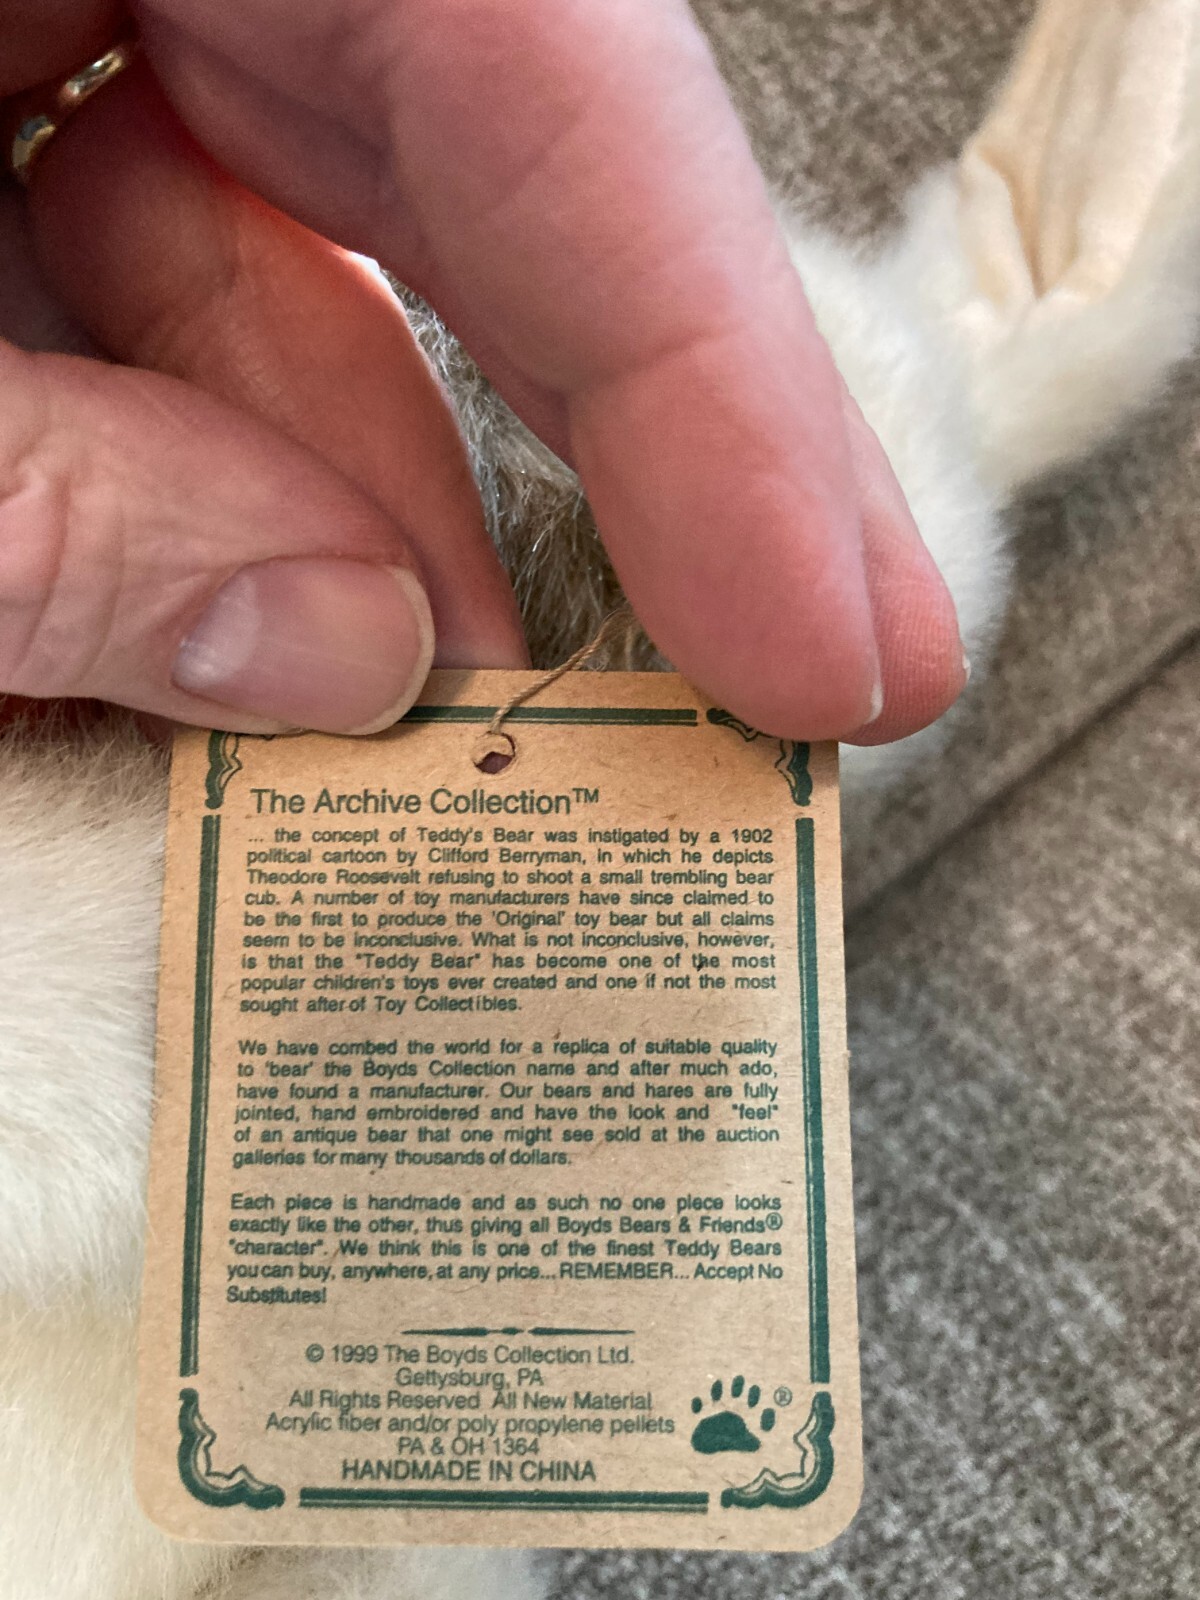 The Archive Collection™
... the concept of Teddy's Bear was instigated by a 1902
political cartoon by Clifford Berryman, in which he depicts
Theodore Roosevelt refusing to shoot a small trembling bear
cub. A number of toy manufacturers have since claimed to
be the first to produce the 'Original' toy bear but all claims
seem to be inconclusive. What is not inconclusive, however,
is that the "Teddy Bear" has become one of the most
popular children's toys ever created and one if not the most
sought after of Toy Collectibles.
We have combed the world for a replica of suitable quality
to 'bear' the Boyds Collection name and after much ado,
have found a manufacturer. Our bears and hares are fully
jointed, hand embroidered and have the look and "feel"
of an antique bear that one might see sold at the auction
galleries for many thousands of dollars.
Each piece is handmade and as such no one piece looks
exactly like the other, thus giving all Boyds Bears & Friends®
"character". We think this is one of the finest Teddy Bears
you can buy, anywhere, at any price... REMEMBER... Accept No
Substitutes!
© 1999 The Boyds Collection Ltd.
Gettysburg, PA
All Rights Reserved All New Material
Acrylic fiber and/or poly propylene pellets
PA & OH 1364
HANDMADE IN CHINA
®